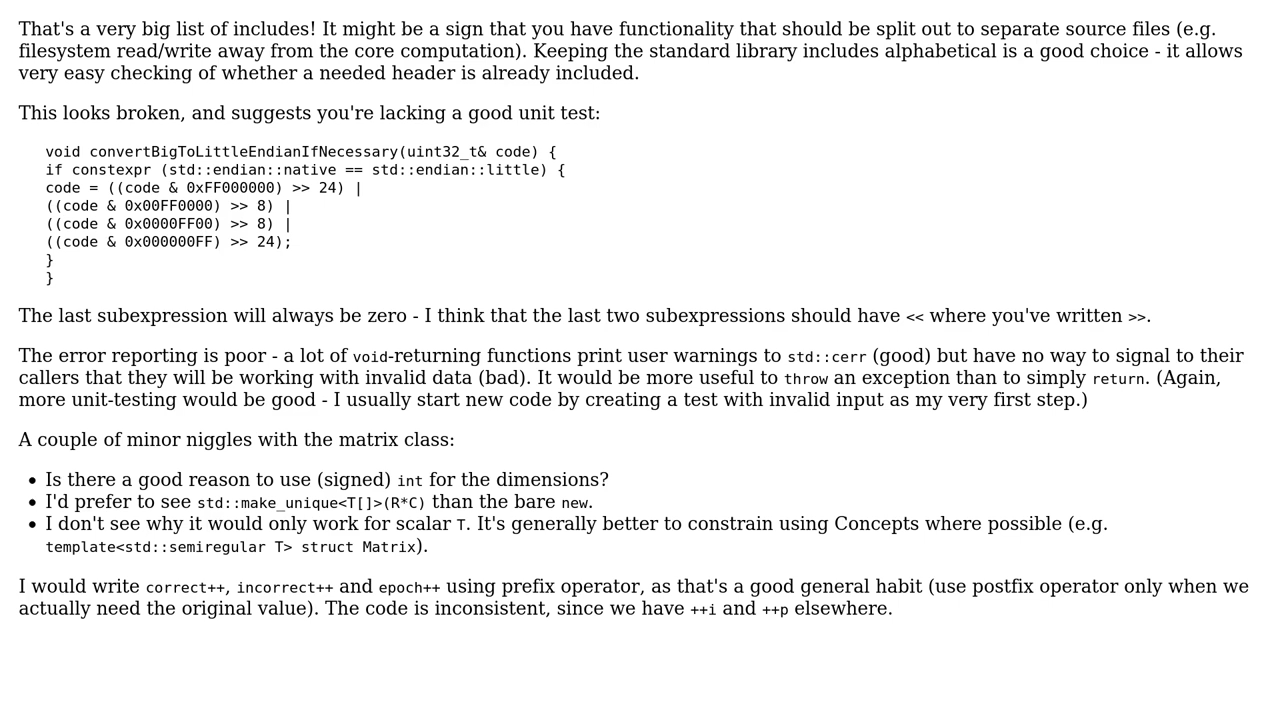 That's a very big list of includes! It might be a sign that you have functionality that should be split out to separate source files (e.g.
filesystem read/write away from the core computation). Keeping the standard library includes alphabetical is a good choice - it allows
very easy checking of whether a needed header is already included.
This looks broken, and suggests you're lacking a good unit test:
void convertBigToLittleEndianIfNecessary(uint32_t& code) {
if constexpr (std::endian::native == std::endian::little) {
code = ((code & 0xFF000000) >> 24) |
((code & 0x00FF0000) >> 8) |
((code & 0x0000FF00) >> 8) |
((code & 0x000000FF) >> 24);
}
}
The last subexpression will always be zero - I think that the last two subexpressions should have << where you've written >>.
The error reporting is poor - a lot of void-returning functions print user warnings to std::cerr (good) but have no way to signal to their
callers that they will be working with invalid data (bad). It would be more useful to throw an exception than to simply return. (Again,
more unit-testing would be good - I usually start new code by creating a test with invalid input as my very first step.)
A couple of minor niggles with the matrix class:
• Is there a good reason to use (signed) int for the dimensions?
• I'd prefer to see std::make_unique<T[]>(R*C) than the bare new.
• I don't see why it would only work for scalar T. It's generally better to constrain using Concepts where possible (e.g.
template<std::semiregular T> struct Matrix).
I would write correct++, incorrect++ and epoch++ using prefix operator, as that's a good general habit (use postfix operator only when we
actually need the original value). The code is inconsistent, since we have ++i and ++p elsewhere.